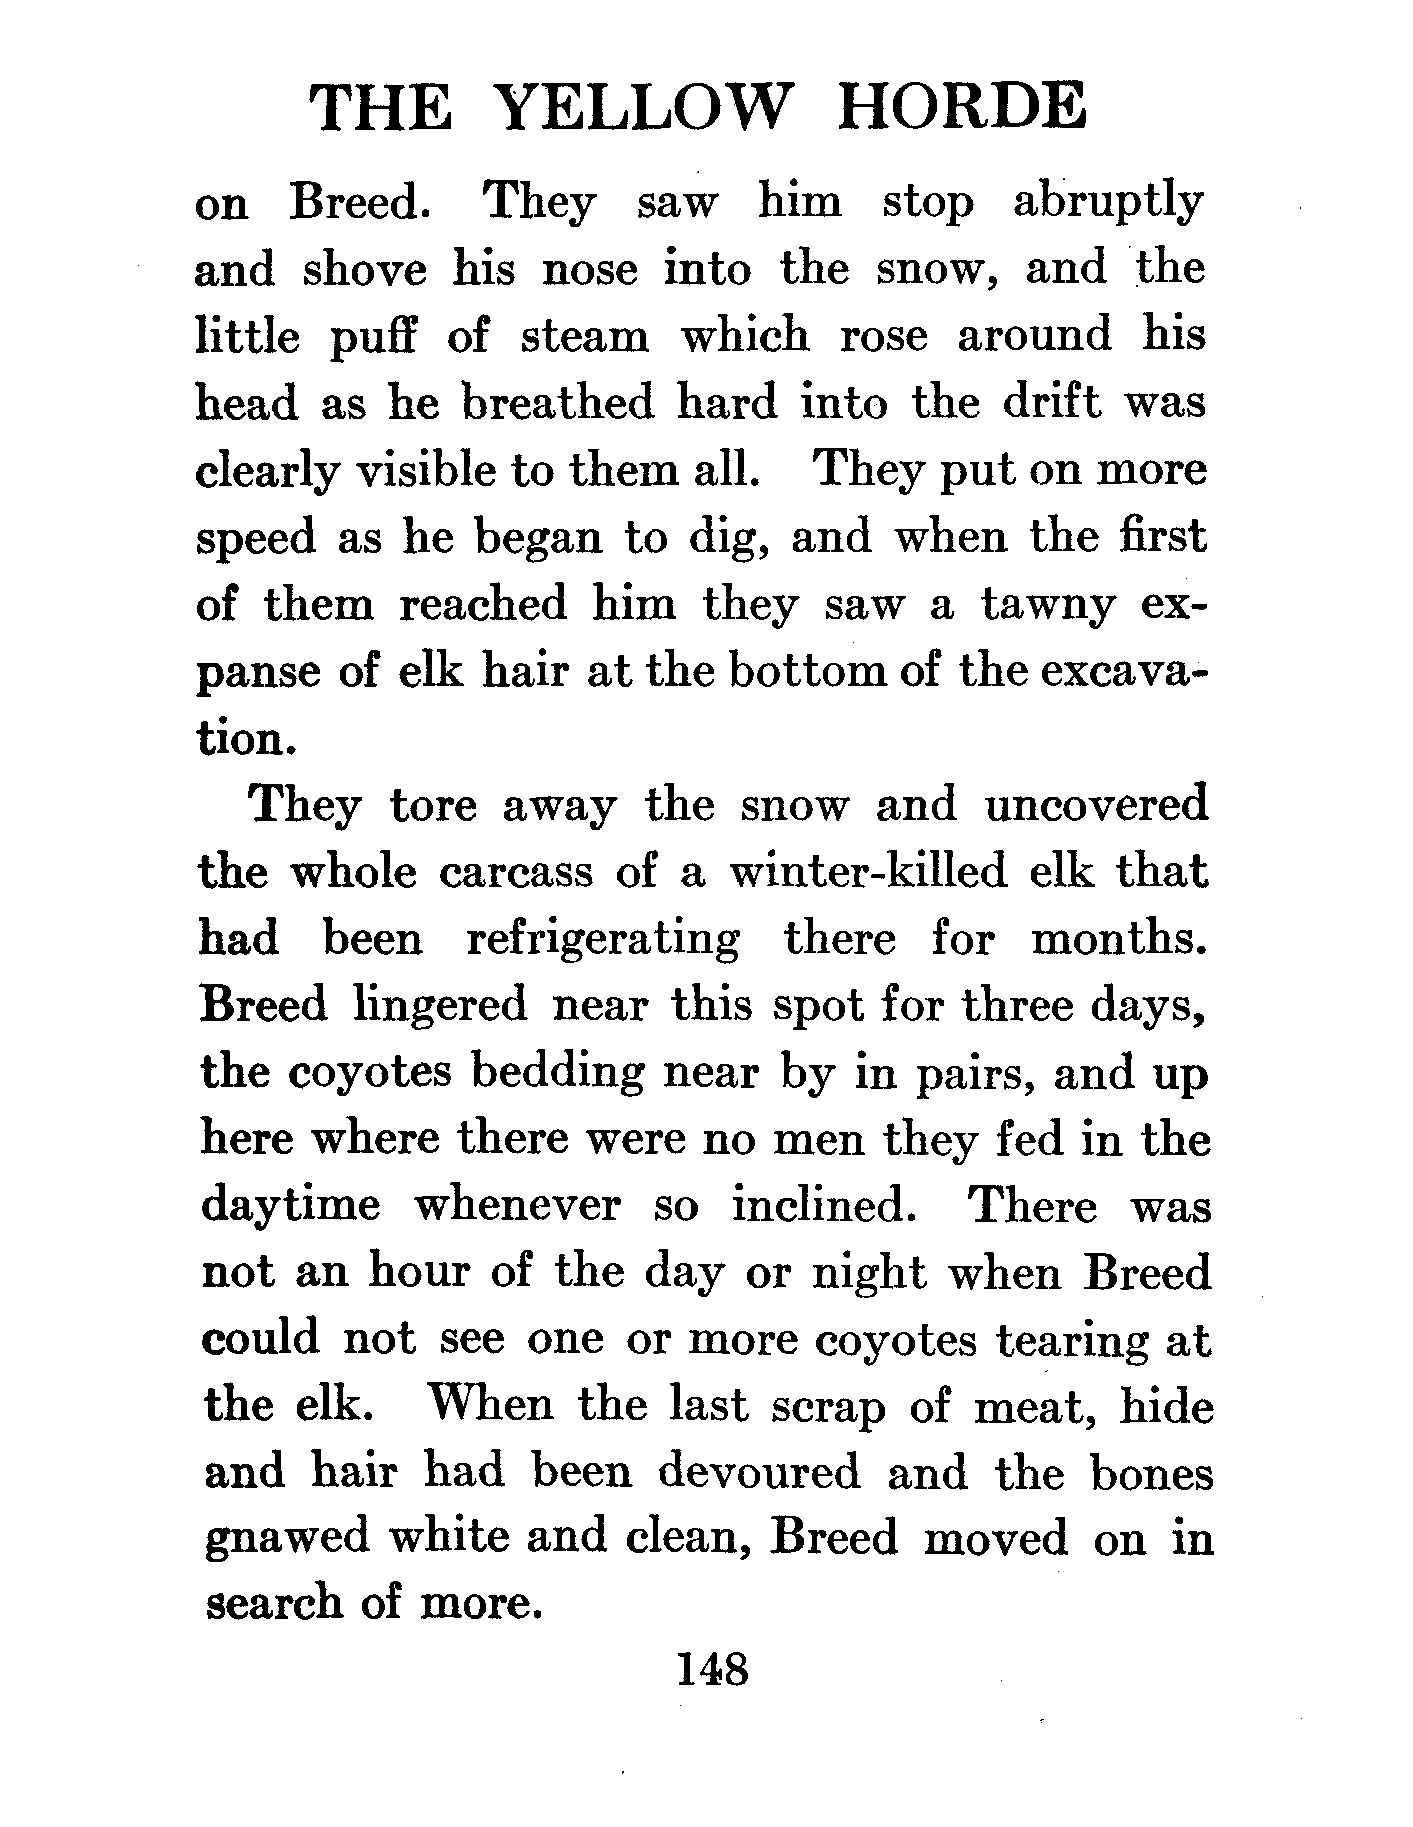 THE YELLOW HORDE
on Breed. They saw him stop abruptly
and shove his nose into the snow, and the
little puff of steam which rose around his
head as he breathed hard into the drift was
clearly visible to them all. They put on more
speed as he began to dig, and when the first
of them reached him they saw a tawny ex-
panse of elk hair at the bottom of the excava-
tion.
They tore away the snow and uncovered
the whole carcass of a winter-killed elk that
had been refrigerating there for months.
Breed lingered near this spot for three days,
the coyotes bedding near by in pairs, and up
here where there were no men they fed in the
daytime whenever so inclined. There was
not an hour of the day or night when Breed
could not see one or more coyotes tearing at
the elk. When the last scrap of meat, hide
and hair had been devoured and the bones
gnawed white and clean, Breed moved on in
search of more.
148